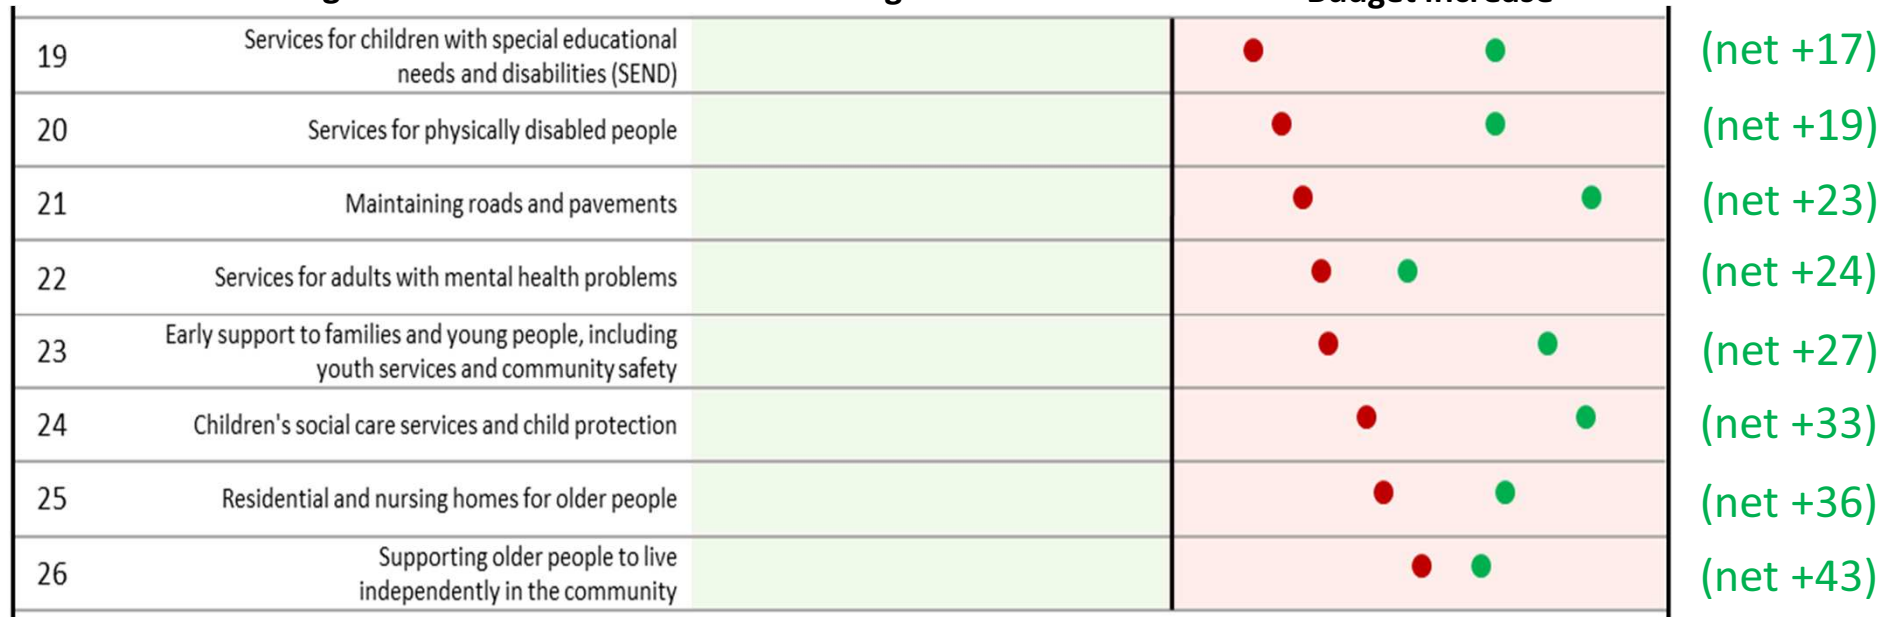 Budget Increase
19
Services for children with special educational
needs and disabilities (SEND)
(net +17)
20
Services for physically disabled people
(net +19)
21
Maintaining roads and pavements
(net +23)
22
Services for adults with mental health problems
(net +24)
23
Early support to families and young people, including
youth services and community safety
(net +27)
24
Children's social care services and child protection
(net +33)
25
Residential and nursing homes for older people
(net +36)
26
Supporting older people to live
independently in the community
(net +43)